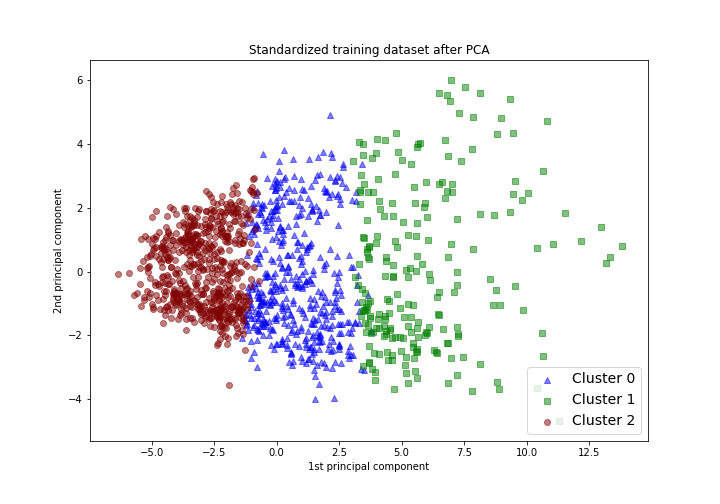 Standardized training dataset after PCA
6
4
2
0
−2
−4
2nd principal component
−5.0 −2.5 0.0 2.5 5.0 7.5 10.0 12.5
1st principal component
Cluster 0
Cluster 1
Cluster 2